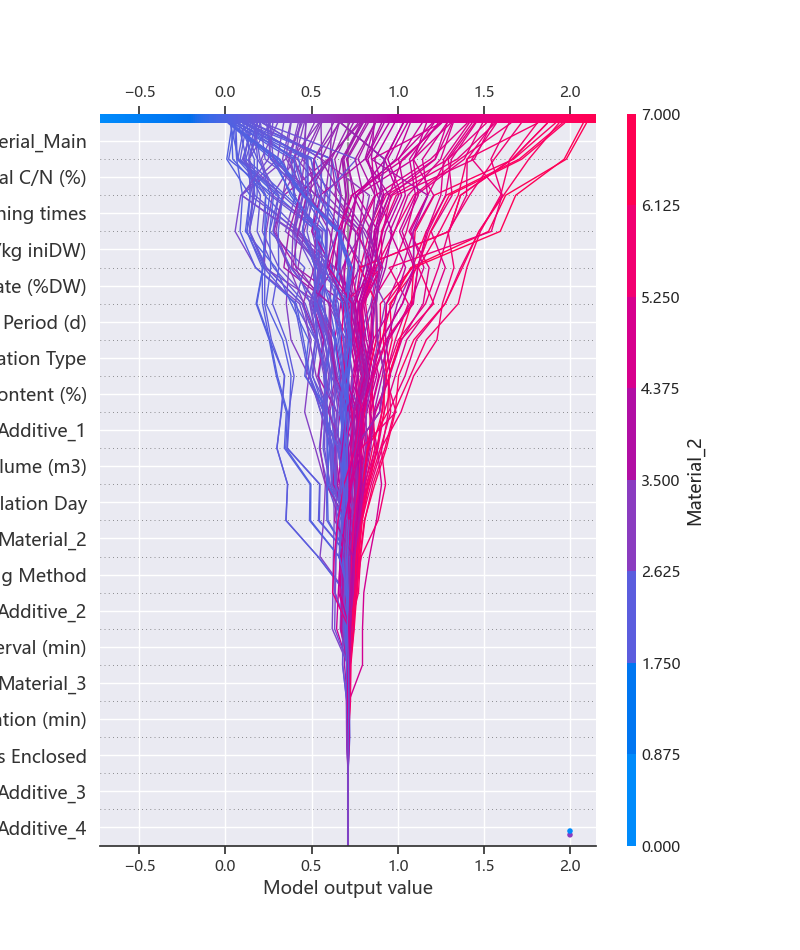 −0.5 0.0 0.5 1.0 1.5 2.0
erial_Main
al C/N (%)
ning times
/kg iniDW)
ate (%DW)
Period (d)
ation Type
ontent (%)
Additive_1
lume (m3)
lation Day
Material_2
g Method
Additive_2
erval (min)
Material_3
ation (min)
s Enclosed
Additive_3
Additive_4
−0.5 0.0 0.5 1.0 1.5 2.0
Model output value
7.000
6.125
5.250
4.375
3.500
2.625
1.750
0.875
0.000
Material_2